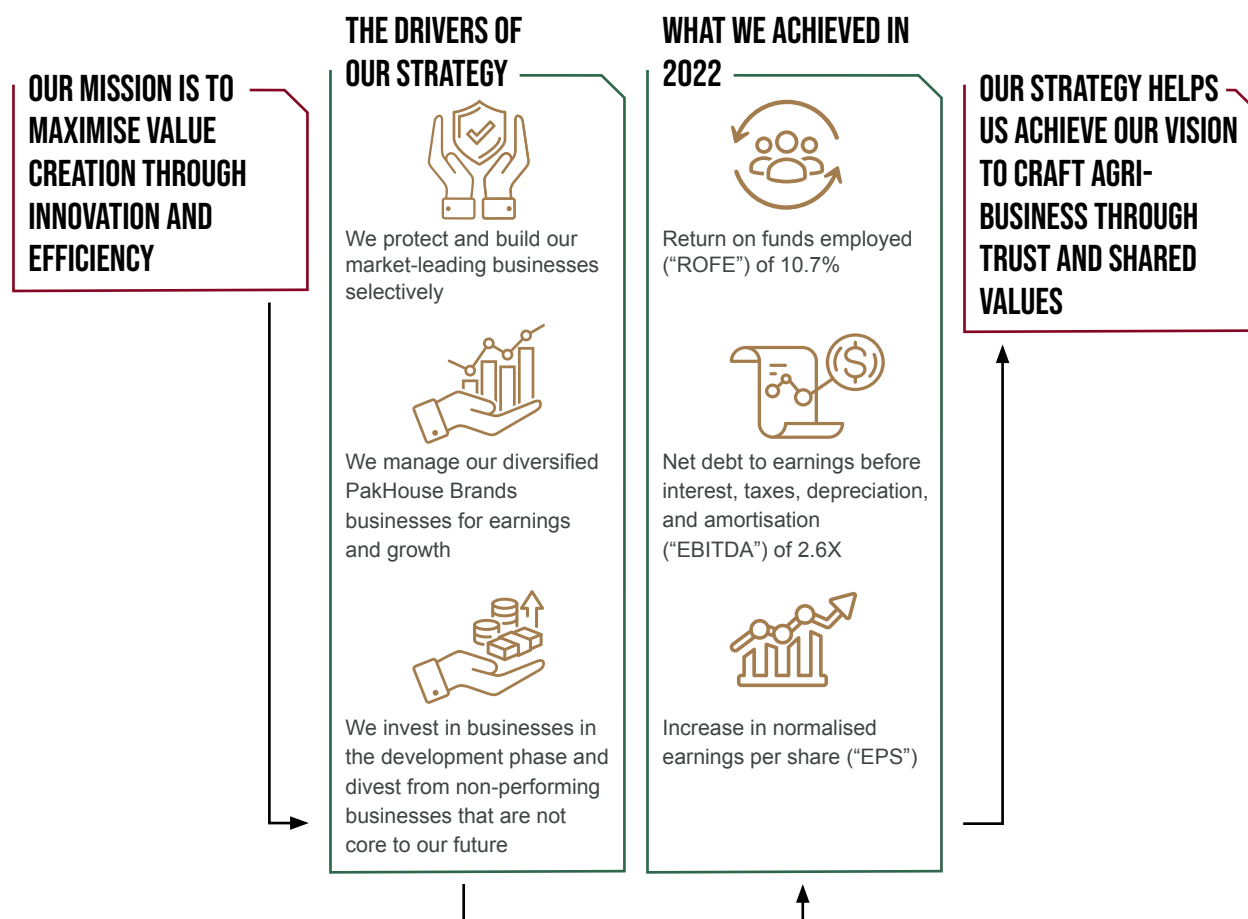 OUR MISSION IS TO
MAXIMISE VALUE
CREATION THROUGH
INNOVATION AND
EFFICIENCY
THE DRIVERS OF
OUR STRATEGY
We protect and build our
market-leading businesses
selectively
We manage our diversified
PakHouse Brands
businesses for earnings
and growth
We invest in businesses in
the development phase and
divest from non-performing
businesses that are not
core to our future
WHAT WE ACHIEVED IN
2022
Return on funds employed
(“ROFE”) of 10.7%
$
Net debt to earnings before
interest, taxes, depreciation,
and amortisation
(“EBITDA”) of 2.6X
Increase in normalised
earnings per share (“EPS”)
OUR STRATEGY HELPS
US ACHIEVE OUR VISION
TO CRAFT AGRI-
BUSINESS THROUGH
TRUST AND SHARED
VALUES